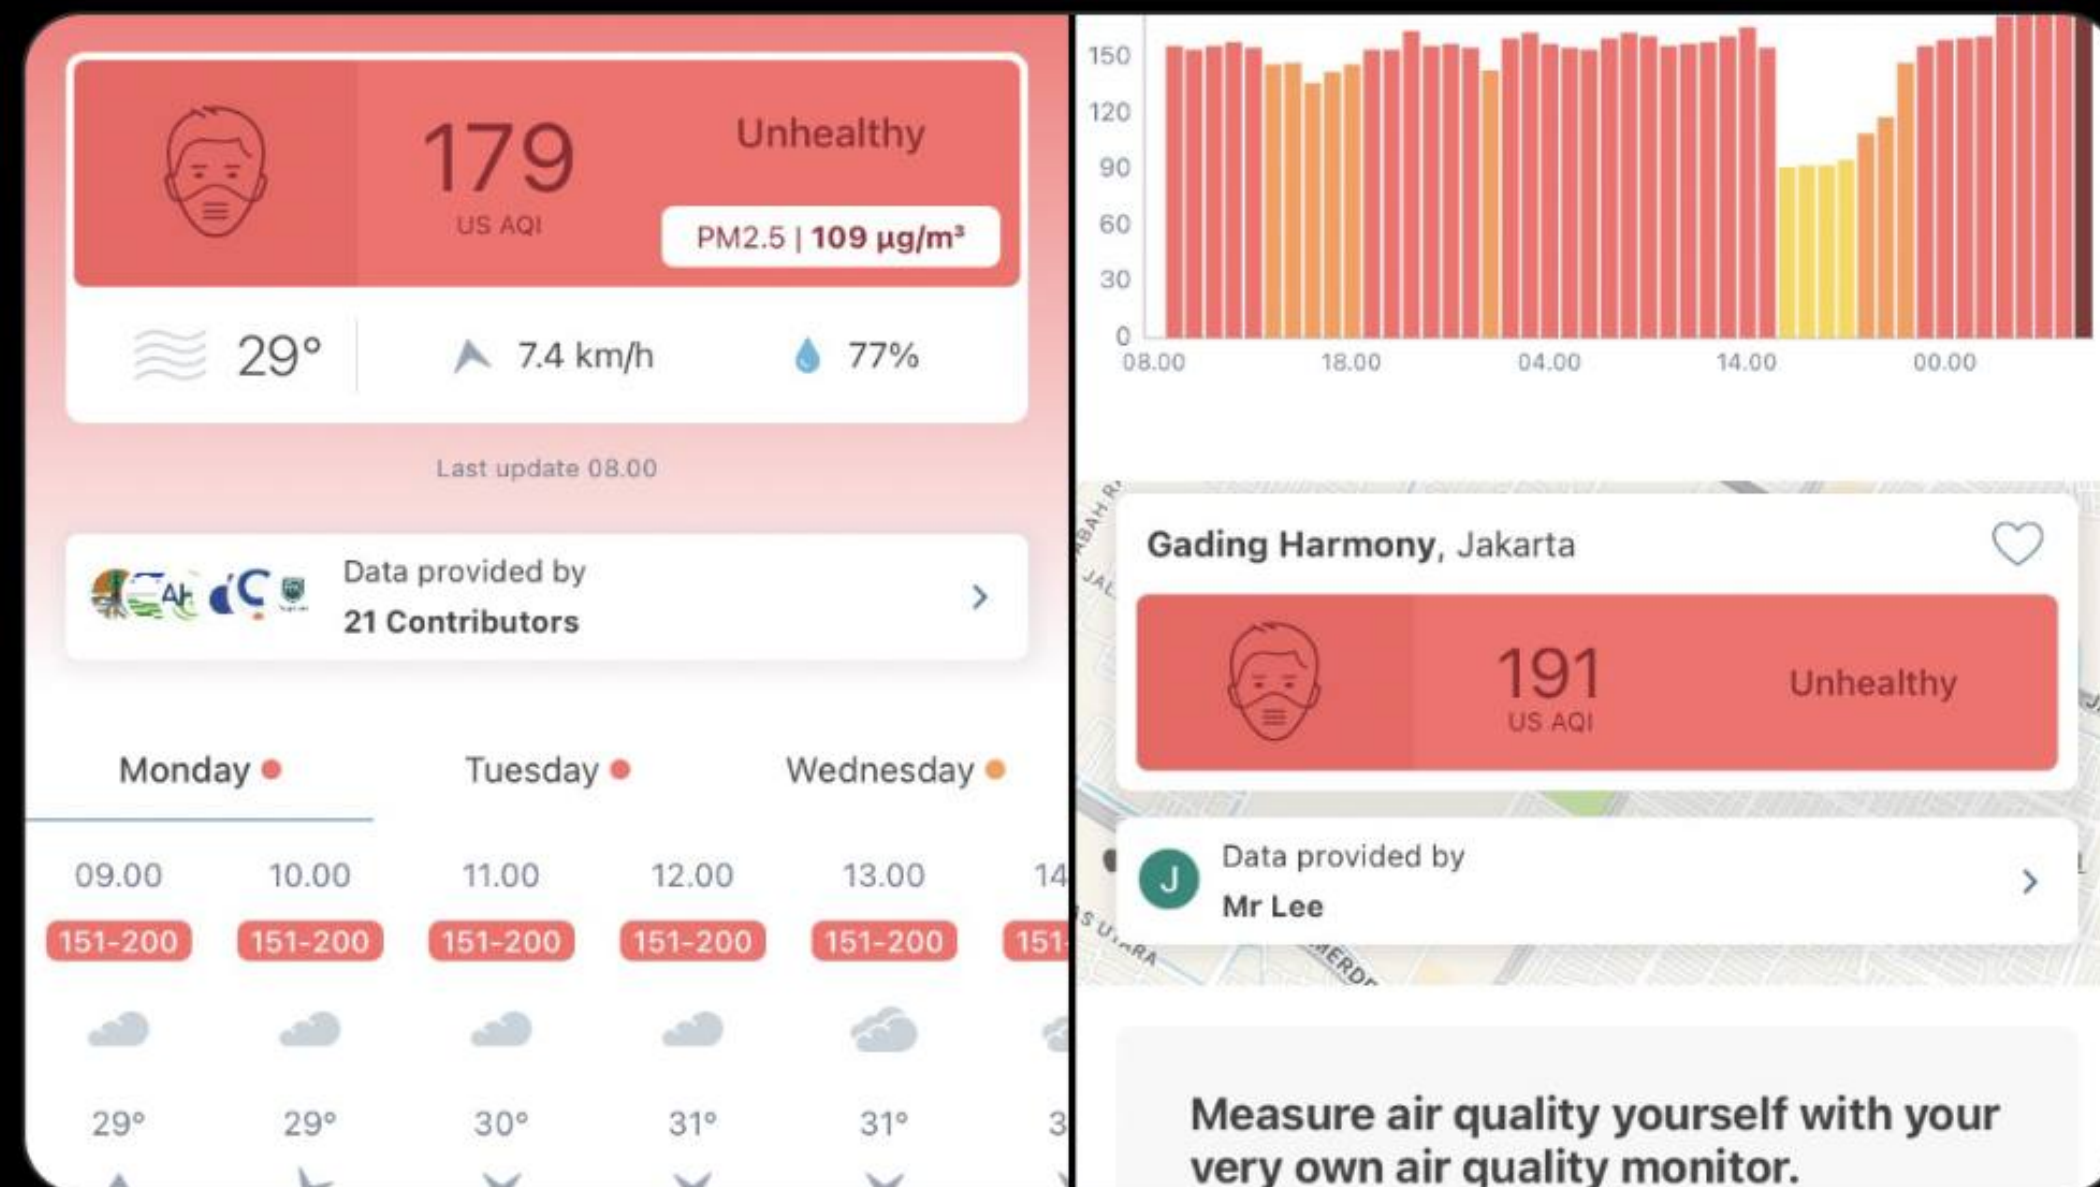 179
US AQI
Unhealthy
PM2.5 | 109 µg/m³
29°
7.4 km/h
77%
Last update 08.00
Data provided by
21 Contributors
Monday
Tuesday
Wednesday
09.00 10.00 11.00 12.00 13.00 14
151-200 151-200 151-200 151-200 151-200 151-
29° 29° 30° 31° 31° 3
150
120
90
60
30
0
08.00 18.00 04.00 14.00 00.00
Gading Harmony, Jakarta
191
US AQI
Unhealthy
J
Data provided by
Mr Lee
Measure air quality yourself with your
very own air quality monitor.